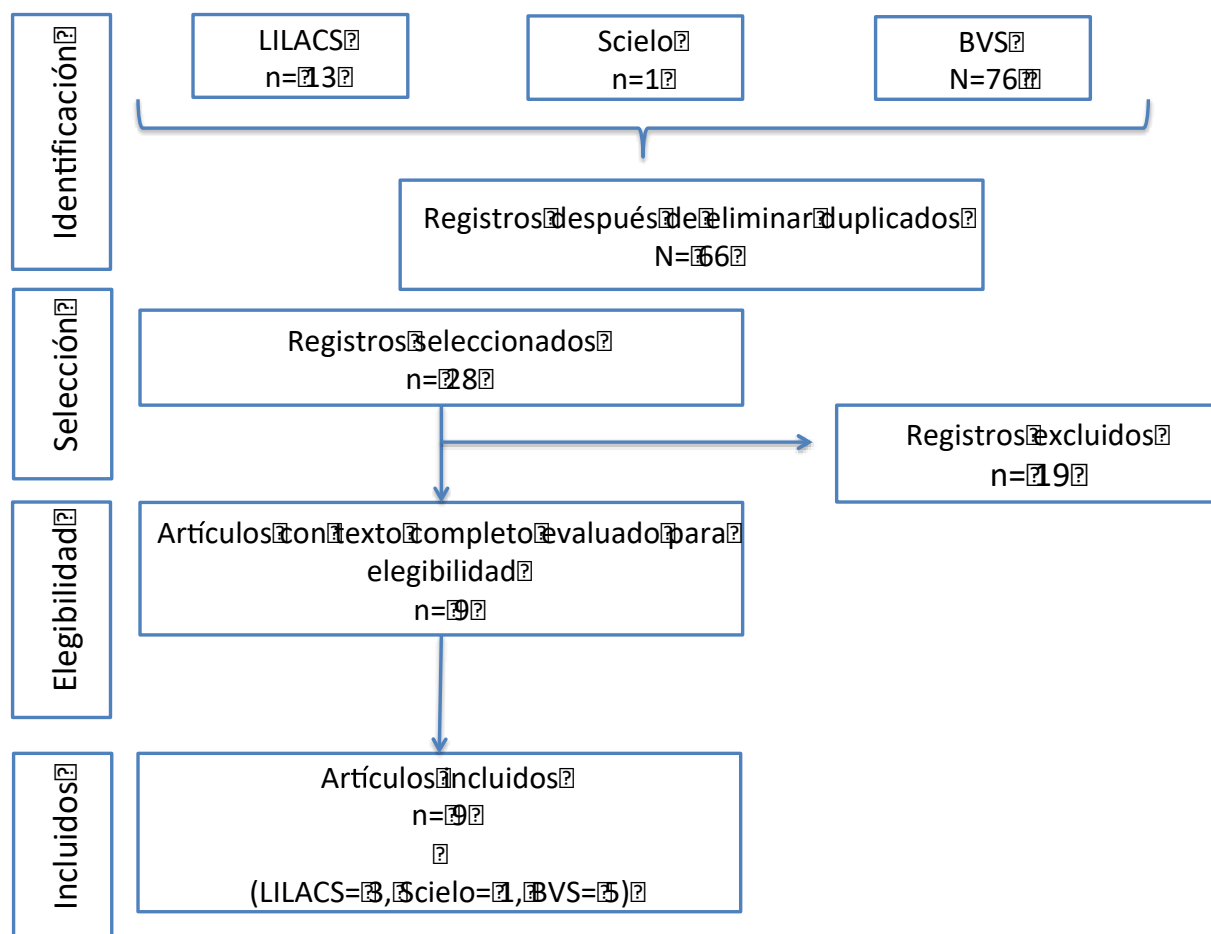 Identificación
LILACS
n= 13
Scielo
n=1
BVS
N=76
Registros después de eliminar duplicados
N= 66
Selección
Registros seleccionados
n= 28
Registros excluidos
n= 19
Elegibilidad
Artículos con texto completo evaluado para
elegibilidad
n= 9
Incluidos
Artículos incluidos
n= 9
(LILACS= 3, Scielo= 1, BVS= 5)